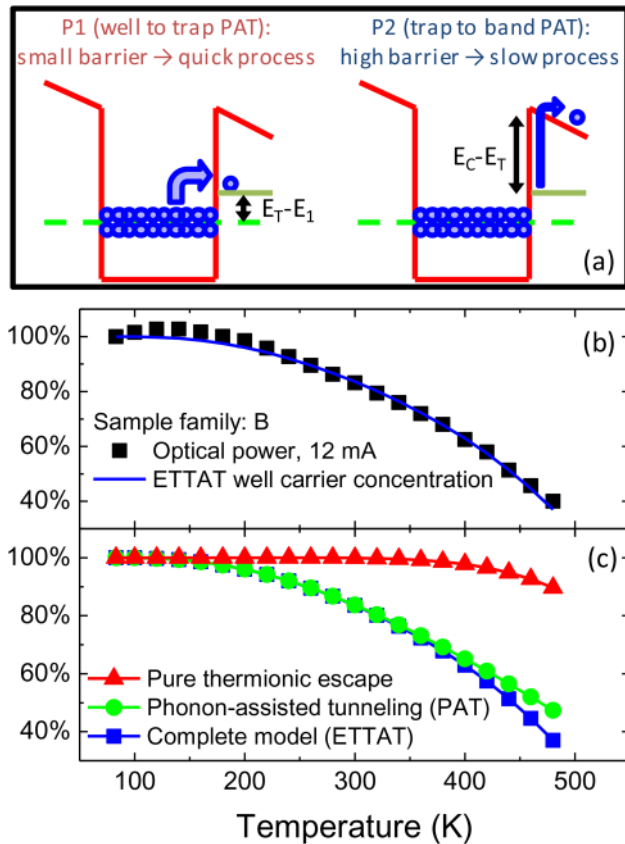 P1 (well to trap PAT):
small barrier → quick process
P2 (trap to band PAT):
high barrier → slow process
E_T-E_1
E_C-E_T
(a)
100%
80%
60%
40%
(b)
Sample family: B
Optical power, 12 mA
ETTAT well carrier concentration
100%
80%
60%
40%
(c)
Pure thermionic escape
Phonon-assisted tunneling (PAT)
Complete model (ETTAT)
100 200 300 400 500
Temperature (K)